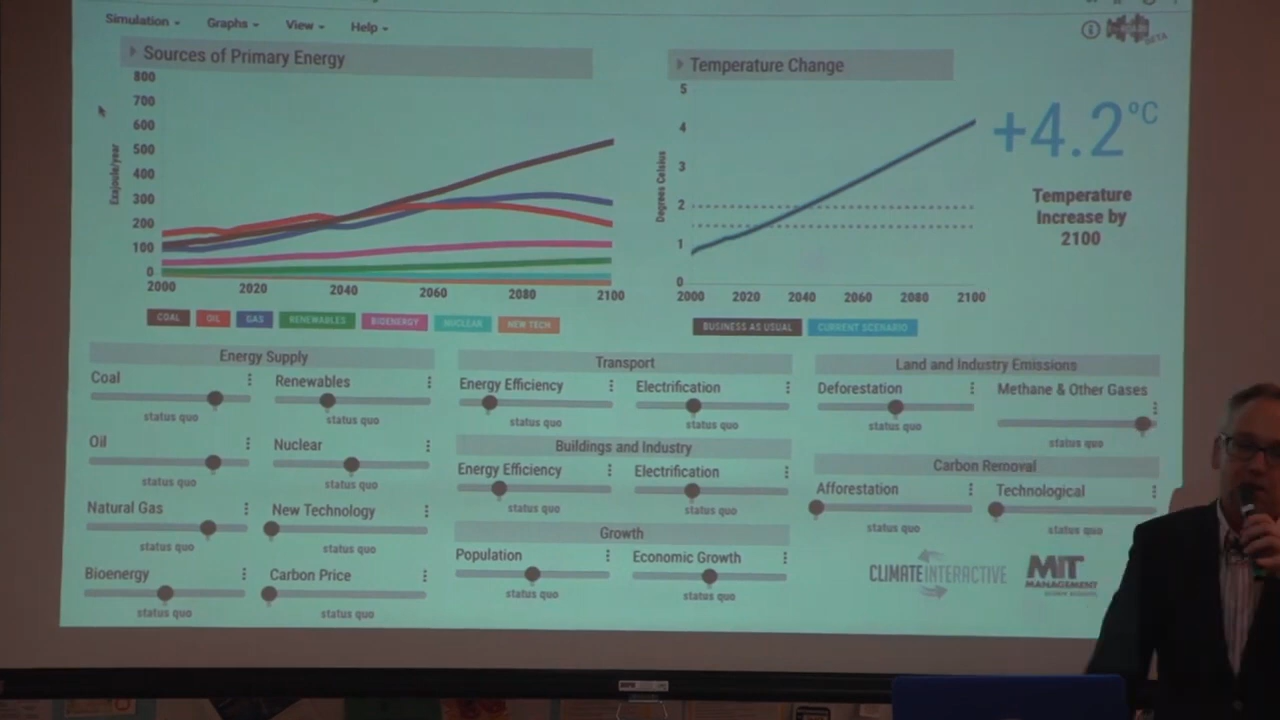 Simulation Graphs View Help
BETA
Sources of Primary Energy
800
700
600
500
400
300
200
100
0
Exajoule/year
2000 2020 2040 2060 2080 2100
COAL OIL GAS RENEWABLES BIOENERGY NUCLEAR NEW TECH
Temperature Change
5
4
3
2
1
0
Degrees Celsius
2000 2020 2040 2060 2080 2100
BUSINESS AS USUAL CURRENT SCENARIO
+4.2°C
Temperature
Increase by
2100
Energy Supply
Coal
status quo
Renewables
status quo
Oil
status quo
Nuclear
status quo
Natural Gas
status quo
New Technology
status quo
Bioenergy
status quo
Carbon Price
status quo
Transport
Energy Efficiency
status quo
Electrification
status quo
Buildings and Industry
Energy Efficiency
status quo
Electrification
status quo
Growth
Population
status quo
Economic Growth
status quo
Land and Industry Emissions
Deforestation
status quo
Methane & Other Gases
status quo
Carbon Removal
Afforestation
status quo
Technological
status quo
CLIMATE INTERACTIVE
MIT
MANAGEMENT